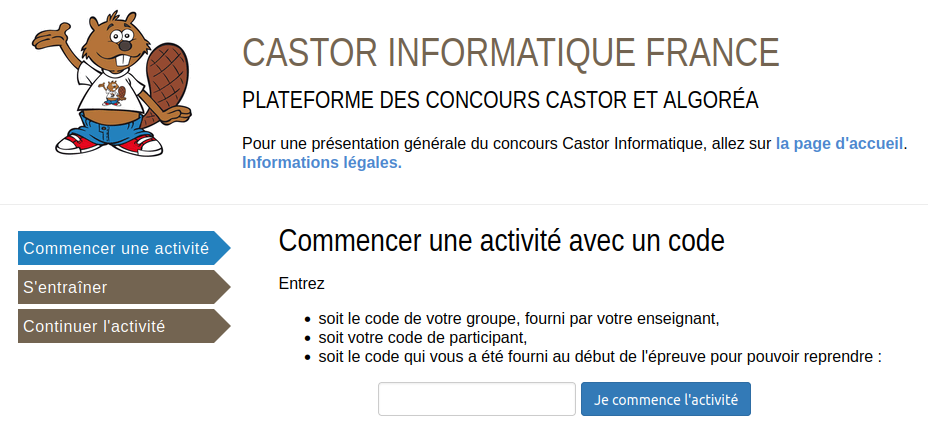 CASTOR INFORMATIQUE FRANCE
PLATEFORME DES CONCOURS CASTOR ET ALGORÉA
Pour une présentation générale du concours Castor Informatique, allez sur la page d'accueil.
Informations légales.
Commencer une activité
S'entraîner
Continuer l'activité
Commencer une activité avec un code
Entrez
• soit le code de votre groupe, fourni par votre enseignant,
• soit votre code de participant,
• soit le code qui vous a été fourni au début de l'épreuve pour pouvoir reprendre :
Je commence l'activité